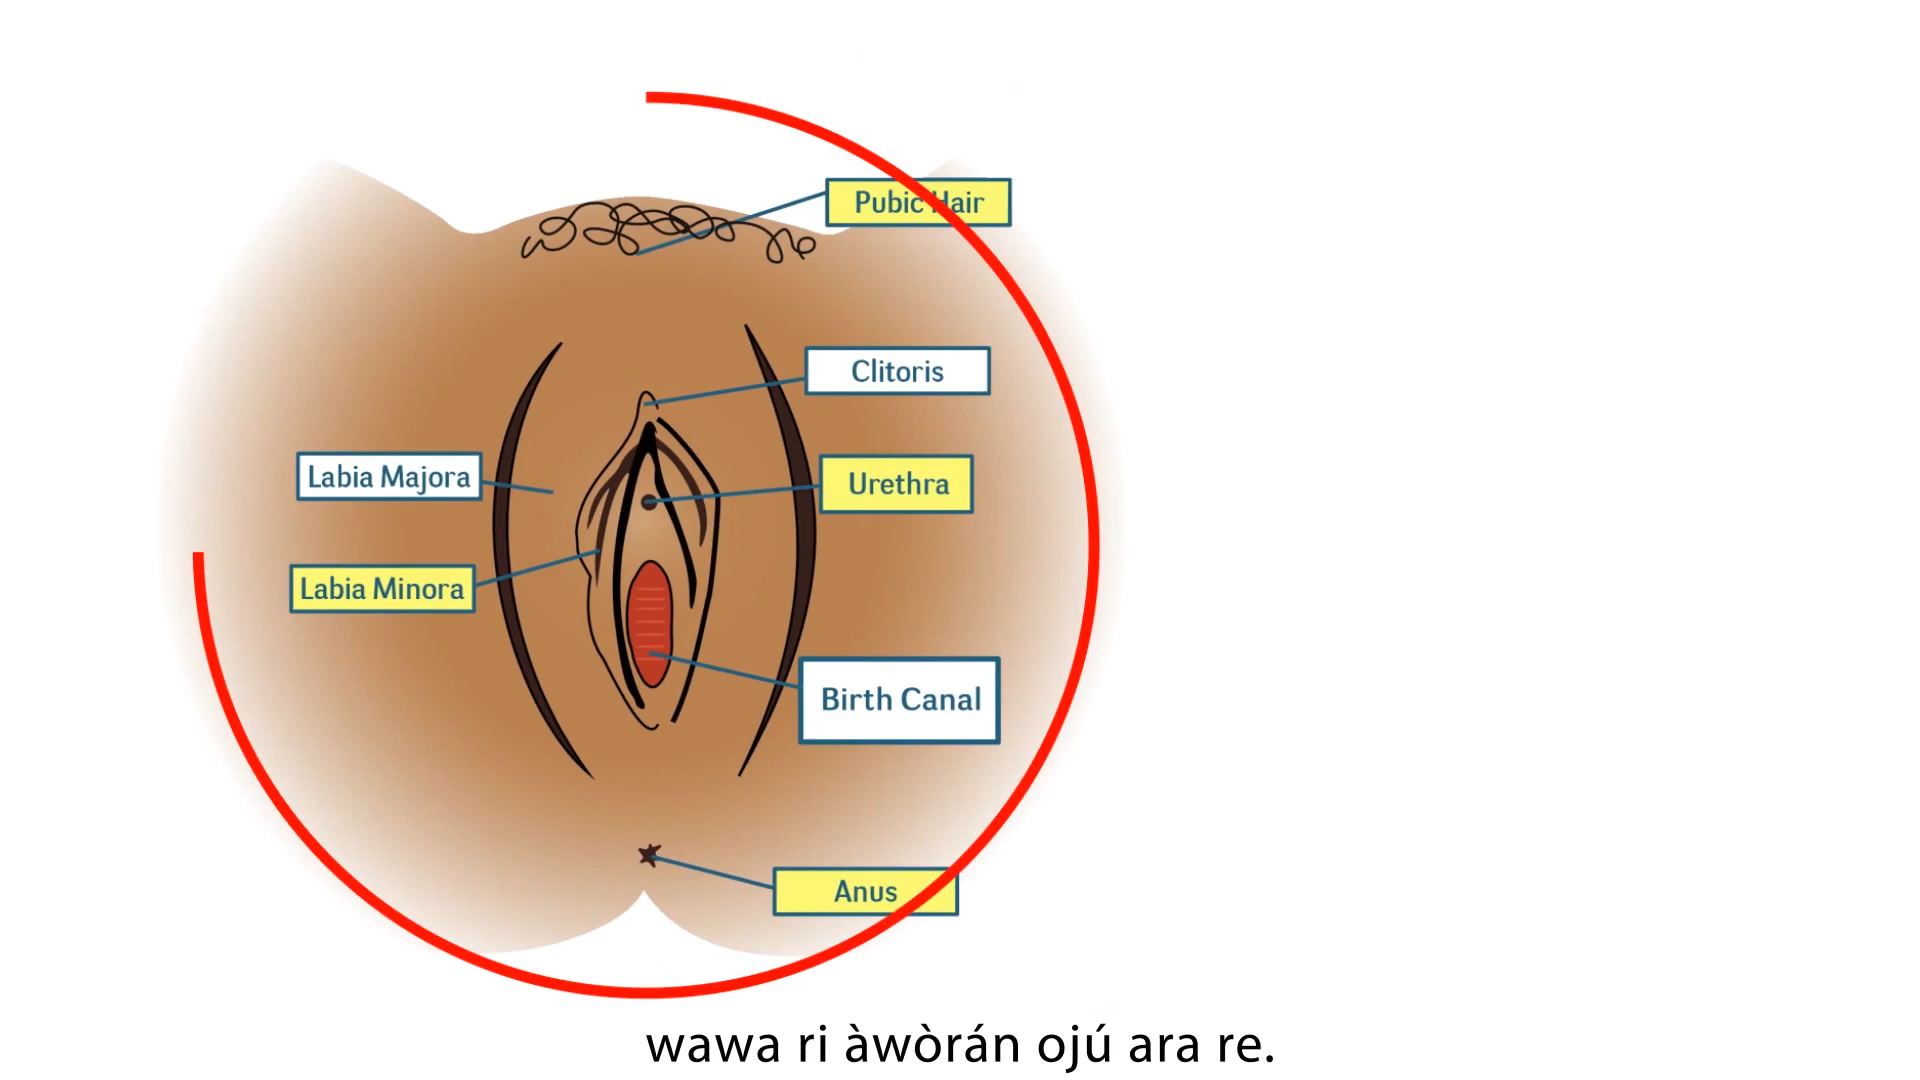 Pubic Hair
Clitoris
Labia Majora
Urethra
Labia Minora
Birth Canal
Anus
wawa ri àwòrán ojú ara re.